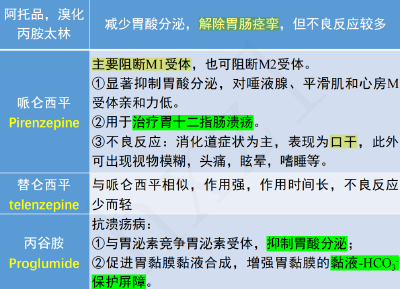 阿托品，溴化
丙胺太林
减少胃酸分泌，解除胃肠痉挛，但不良反应较多
哌仑西平
Pirenzepine
主要阻断M1受体，也可阻断M2受体。
①显著抑制胃酸分泌，对唾液腺、平滑肌和心房M
受体亲和力低。
②用于治疗胃十二指肠溃疡。
③不良反应：消化道症状为主，表现为口干，此外
可出现视物模糊，头痛，眩晕，嗜睡等。
替仑西平
telenzepine
与哌仑西平相似，作用强，作用时间长，不良反应
少而轻
丙谷胺
Proglumide
抗溃疡病：
①与胃泌素竞争胃泌素受体，抑制胃酸分泌；
②促进胃黏膜黏液合成，增强胃黏膜的黏液-HCO₃⁻
保护屏障。